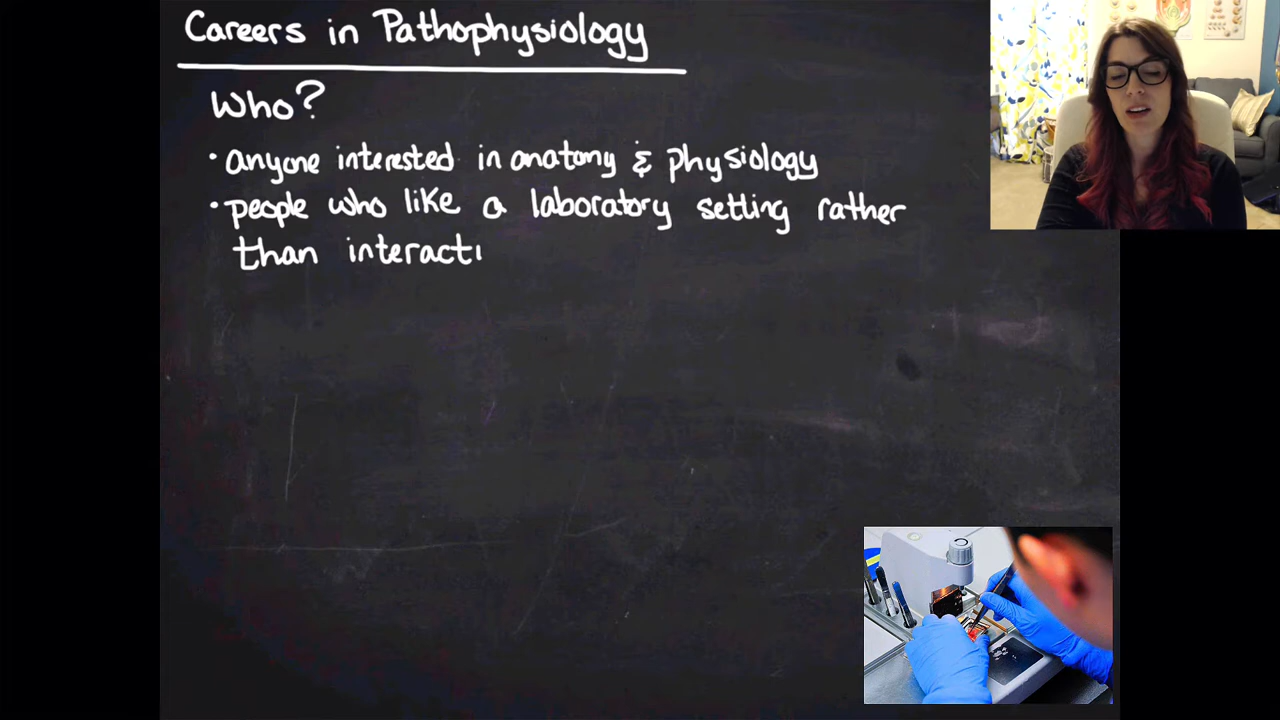 Careers in Pathophysiology
Who?
• anyone interested in anatomy & physiology
• people who like a laboratory setting rather
than interacti